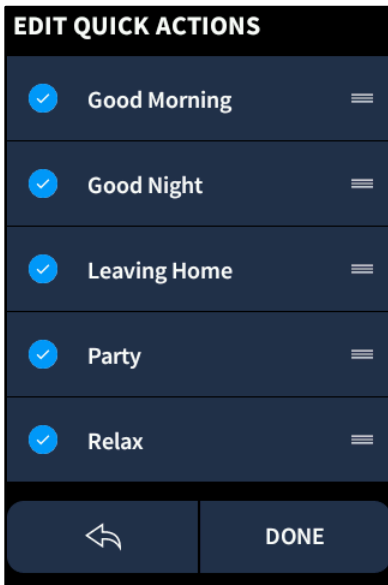 EDIT QUICK ACTIONS
Good Morning
Good Night
Leaving Home
Party
Relax
DONE